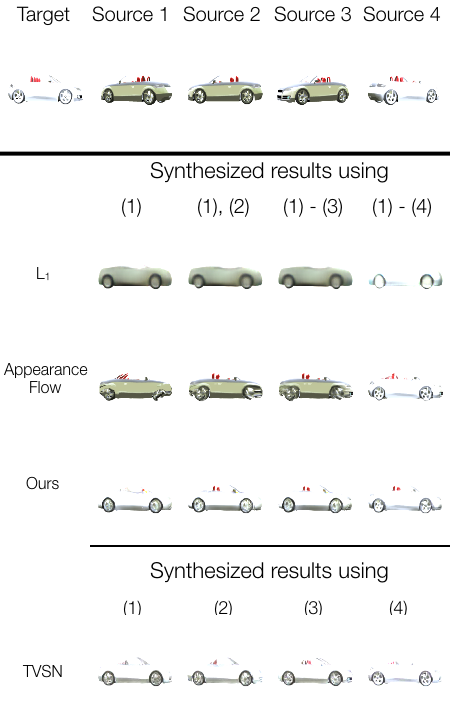 Target Source 1 Source 2 Source 3 Source 4
Synthesized results using
(1) (1), (2) (1) - (3) (1) - (4)
L₁
Appearance
Flow
Ours
Synthesized results using
(1) (2) (3) (4)
TVSN